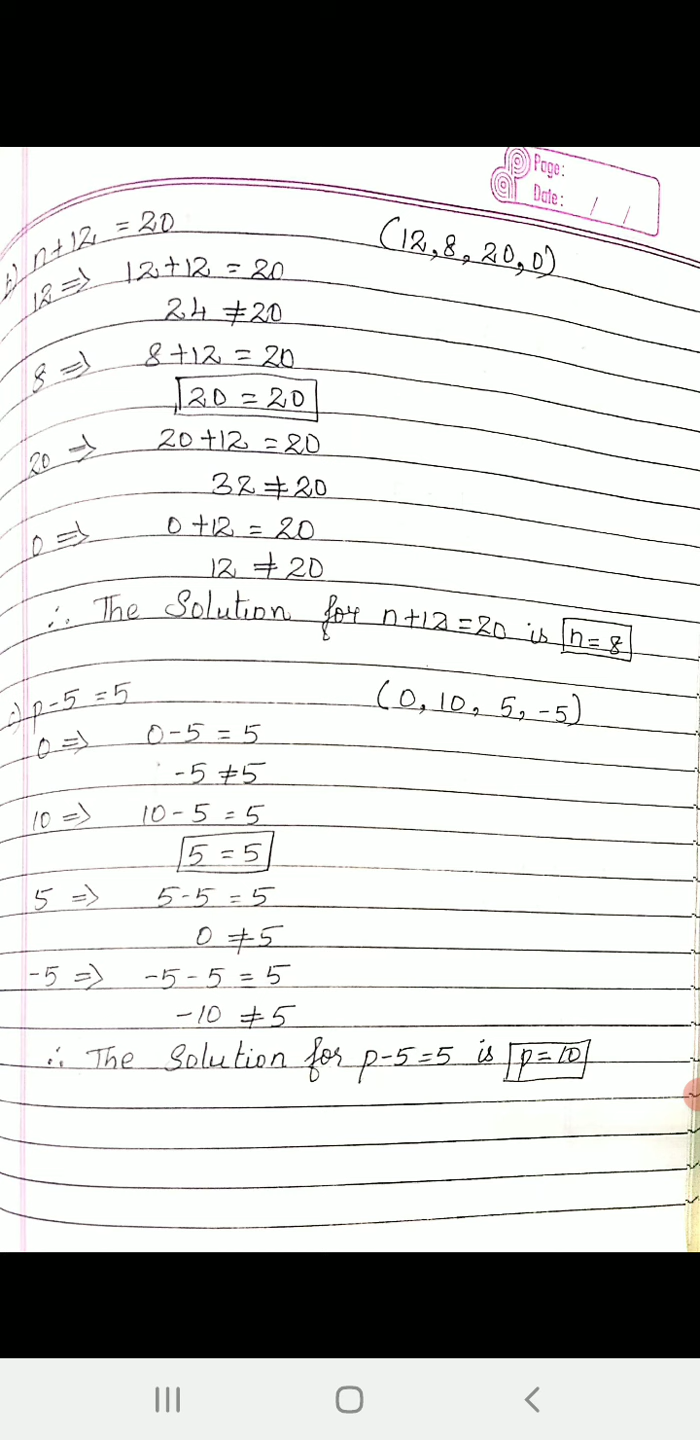 Page:
Date: / /
b) n+12 = 20 (12, 8, 20, 0)
12 ⇒ 12+12 = 20
24 ≠ 20
8 ⇒ 8+12 = 20
20 = 20
20 ⇒ 20+12 = 20
32 ≠ 20
0 ⇒ 0+12 = 20
12 ≠ 20
∴ The Solution for n+12=20 is n=8
p-5 = 5 (0, 10, 5, -5)
0 ⇒ 0-5 = 5
-5 ≠ 5
10 ⇒ 10-5 = 5
5 = 5
5 ⇒ 5-5 = 5
0 ≠ 5
-5 ⇒ -5-5 = 5
-10 ≠ 5
∴ The Solution for p-5=5 is p=10